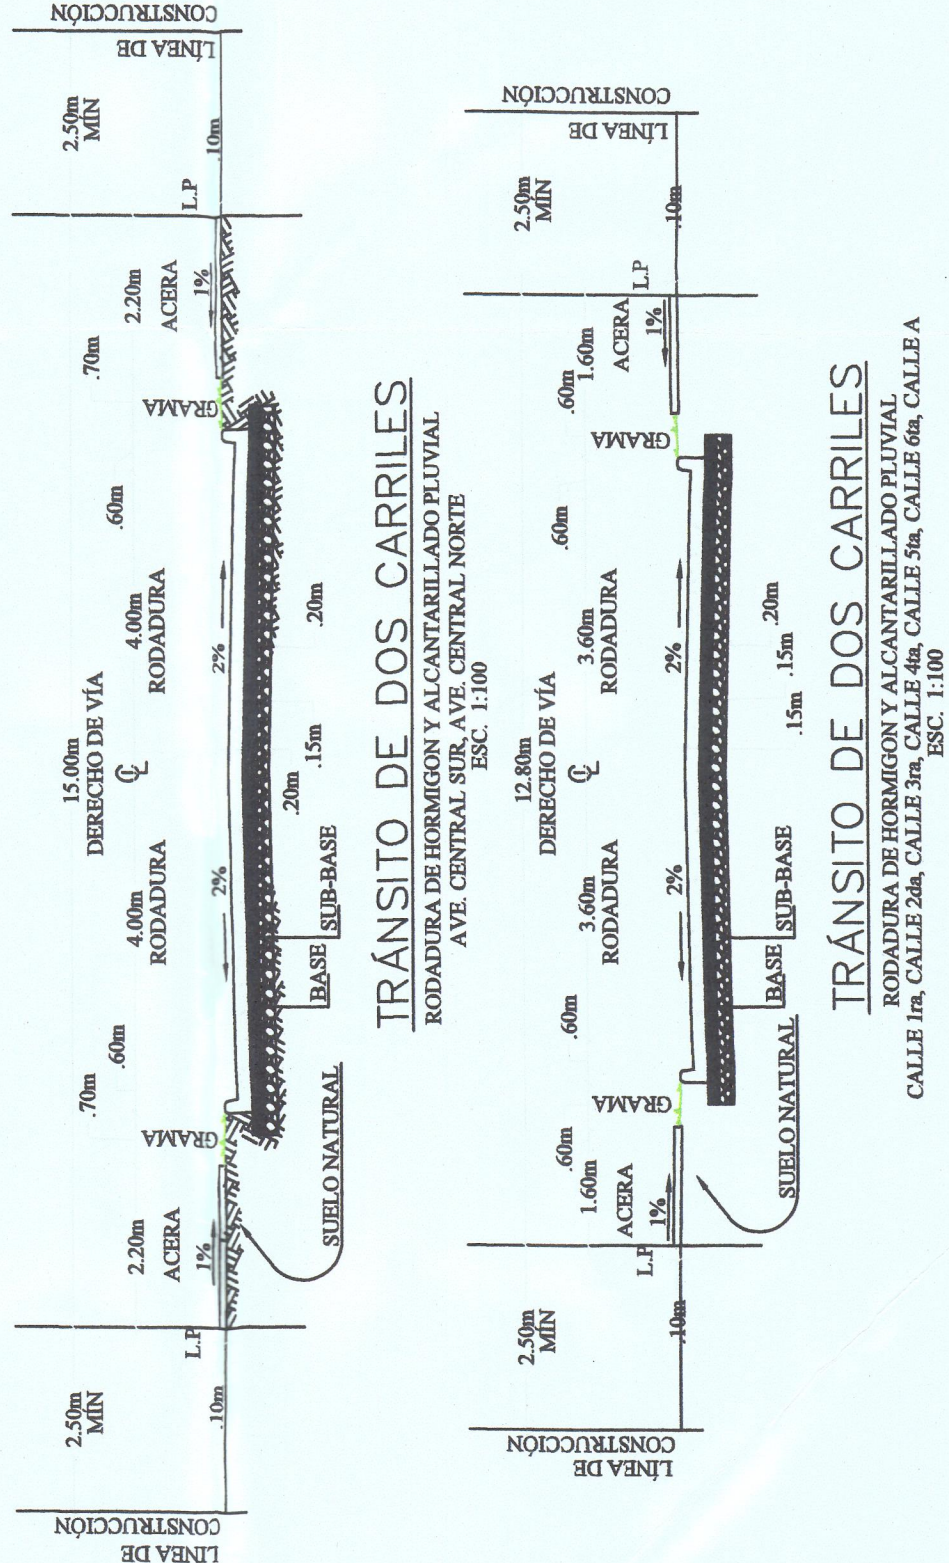 LÍNEA DE
CONSTRUCCIÓN
2.50m
MÍN
.10m
L.P
2.20m
ACERA
1%
GRAMA
.70m
.60m
4.00m
RODADURA
2%
15.00m
DERECHO DE VÍA
CL
4.00m
RODADURA
2%
.60m
.70m
GRAMA
2.20m
ACERA
1%
L.P
2.50m
MÍN
.10m
LÍNEA DE
CONSTRUCCIÓN
SUELO NATURAL
BASE
SUB-BASE
.20m
.15m
.20m
TRÁNSITO DE DOS CARRILES
RODADURA DE HORMIGON Y ALCANTARILLADO PLUVIAL
AVE. CENTRAL SUR, AVE. CENTRAL NORTE
ESC. 1:100
LÍNEA DE
CONSTRUCCIÓN
2.50m
MÍN
.10m
L.P
1.60m
ACERA
1%
.60m
GRAMA
.60m
3.60m
RODADURA
2%
12.80m
DERECHO DE VÍA
CL
3.60m
RODADURA
2%
.60m
GRAMA
.60m
1.60m
ACERA
1%
L.P
2.50m
MÍN
.10m
LÍNEA DE
CONSTRUCCIÓN
SUELO NATURAL
BASE
SUB-BASE
.15m
.15m
.20m
TRÁNSITO DE DOS CARRILES
RODADURA DE HORMIGON Y ALCANTARILLADO PLUVIAL
CALLE 1ra, CALLE 2da, CALLE 3ra, CALLE 4ta, CALLE 5ta, CALLE 6ta, CALLE A
ESC. 1:100